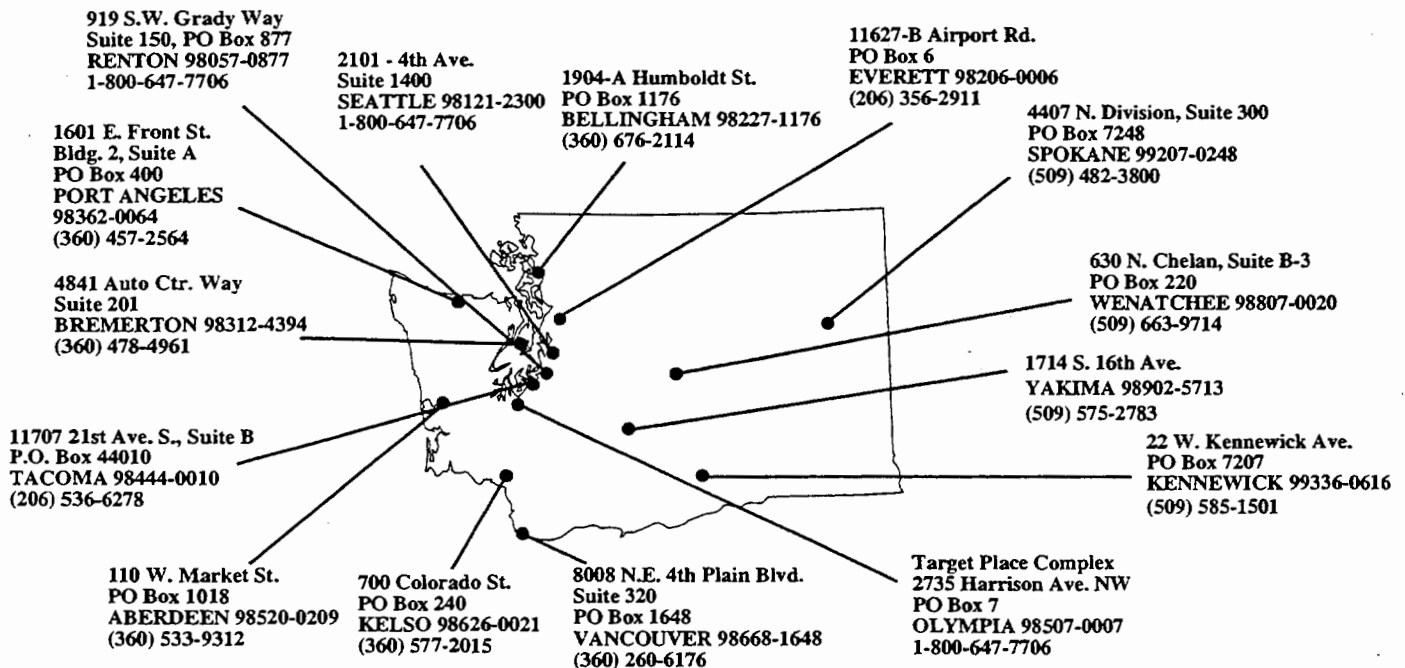 919 S.W. Grady Way
Suite 150, PO Box 877
RENTON 98057-0877
1-800-647-7706
2101 - 4th Ave.
Suite 1400
SEATTLE 98121-2300
1-800-647-7706
1904-A Humboldt St.
PO Box 1176
BELLINGHAM 98227-1176
(360) 676-2114
11627-B Airport Rd.
PO Box 6
EVERETT 98206-0006
(206) 356-2911
4407 N. Division, Suite 300
PO Box 7248
SPOKANE 99207-0248
(509) 482-3800
1601 E. Front St.
Bldg. 2, Suite A
PO Box 400
PORT ANGELES
98362-0064
(360) 457-2564
630 N. Chelan, Suite B-3
PO Box 220
WENATCHEE 98807-0020
(509) 663-9714
4841 Auto Ctr. Way
Suite 201
BREMERTON 98312-4394
(360) 478-4961
1714 S. 16th Ave.
YAKIMA 98902-5713
(509) 575-2783
11707 21st Ave. S., Suite B
P.O. Box 44010
TACOMA 98444-0010
(206) 536-6278
22 W. Kennewick Ave.
PO Box 7207
KENNEWICK 99336-0616
(509) 585-1501
110 W. Market St.
PO Box 1018
ABERDEEN 98520-0209
(360) 533-9312
700 Colorado St.
PO Box 240
KELSO 98626-0021
(360) 577-2015
8008 N.E. 4th Plain Blvd.
Suite 320
PO Box 1648
VANCOUVER 98668-1648
(360) 260-6176
Target Place Complex
2735 Harrison Ave. NW
PO Box 7
OLYMPIA 98507-0007
1-800-647-7706